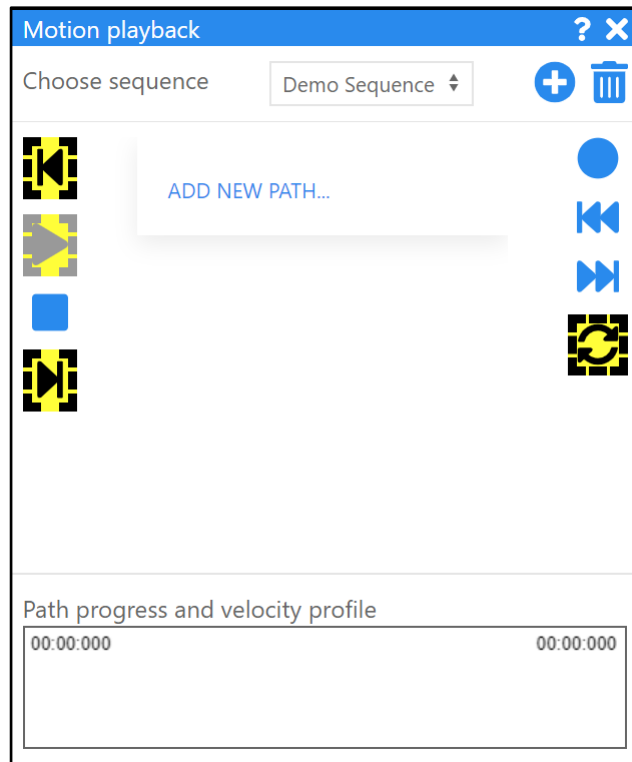 Motion playback ?
Choose sequence Demo Sequence
ADD NEW PATH...
Path progress and velocity profile
00:00:000 00:00:000